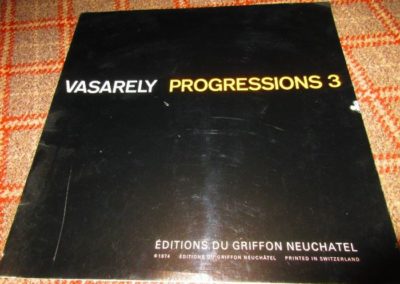 VASARELY PROGRESSIONS 3
ÉDITIONS DU GRIFFON NEUCHATEL
© 1974 ÉDITIONS DU GRIFFON NEUCHÂTEL PRINTED IN SWITZERLAND